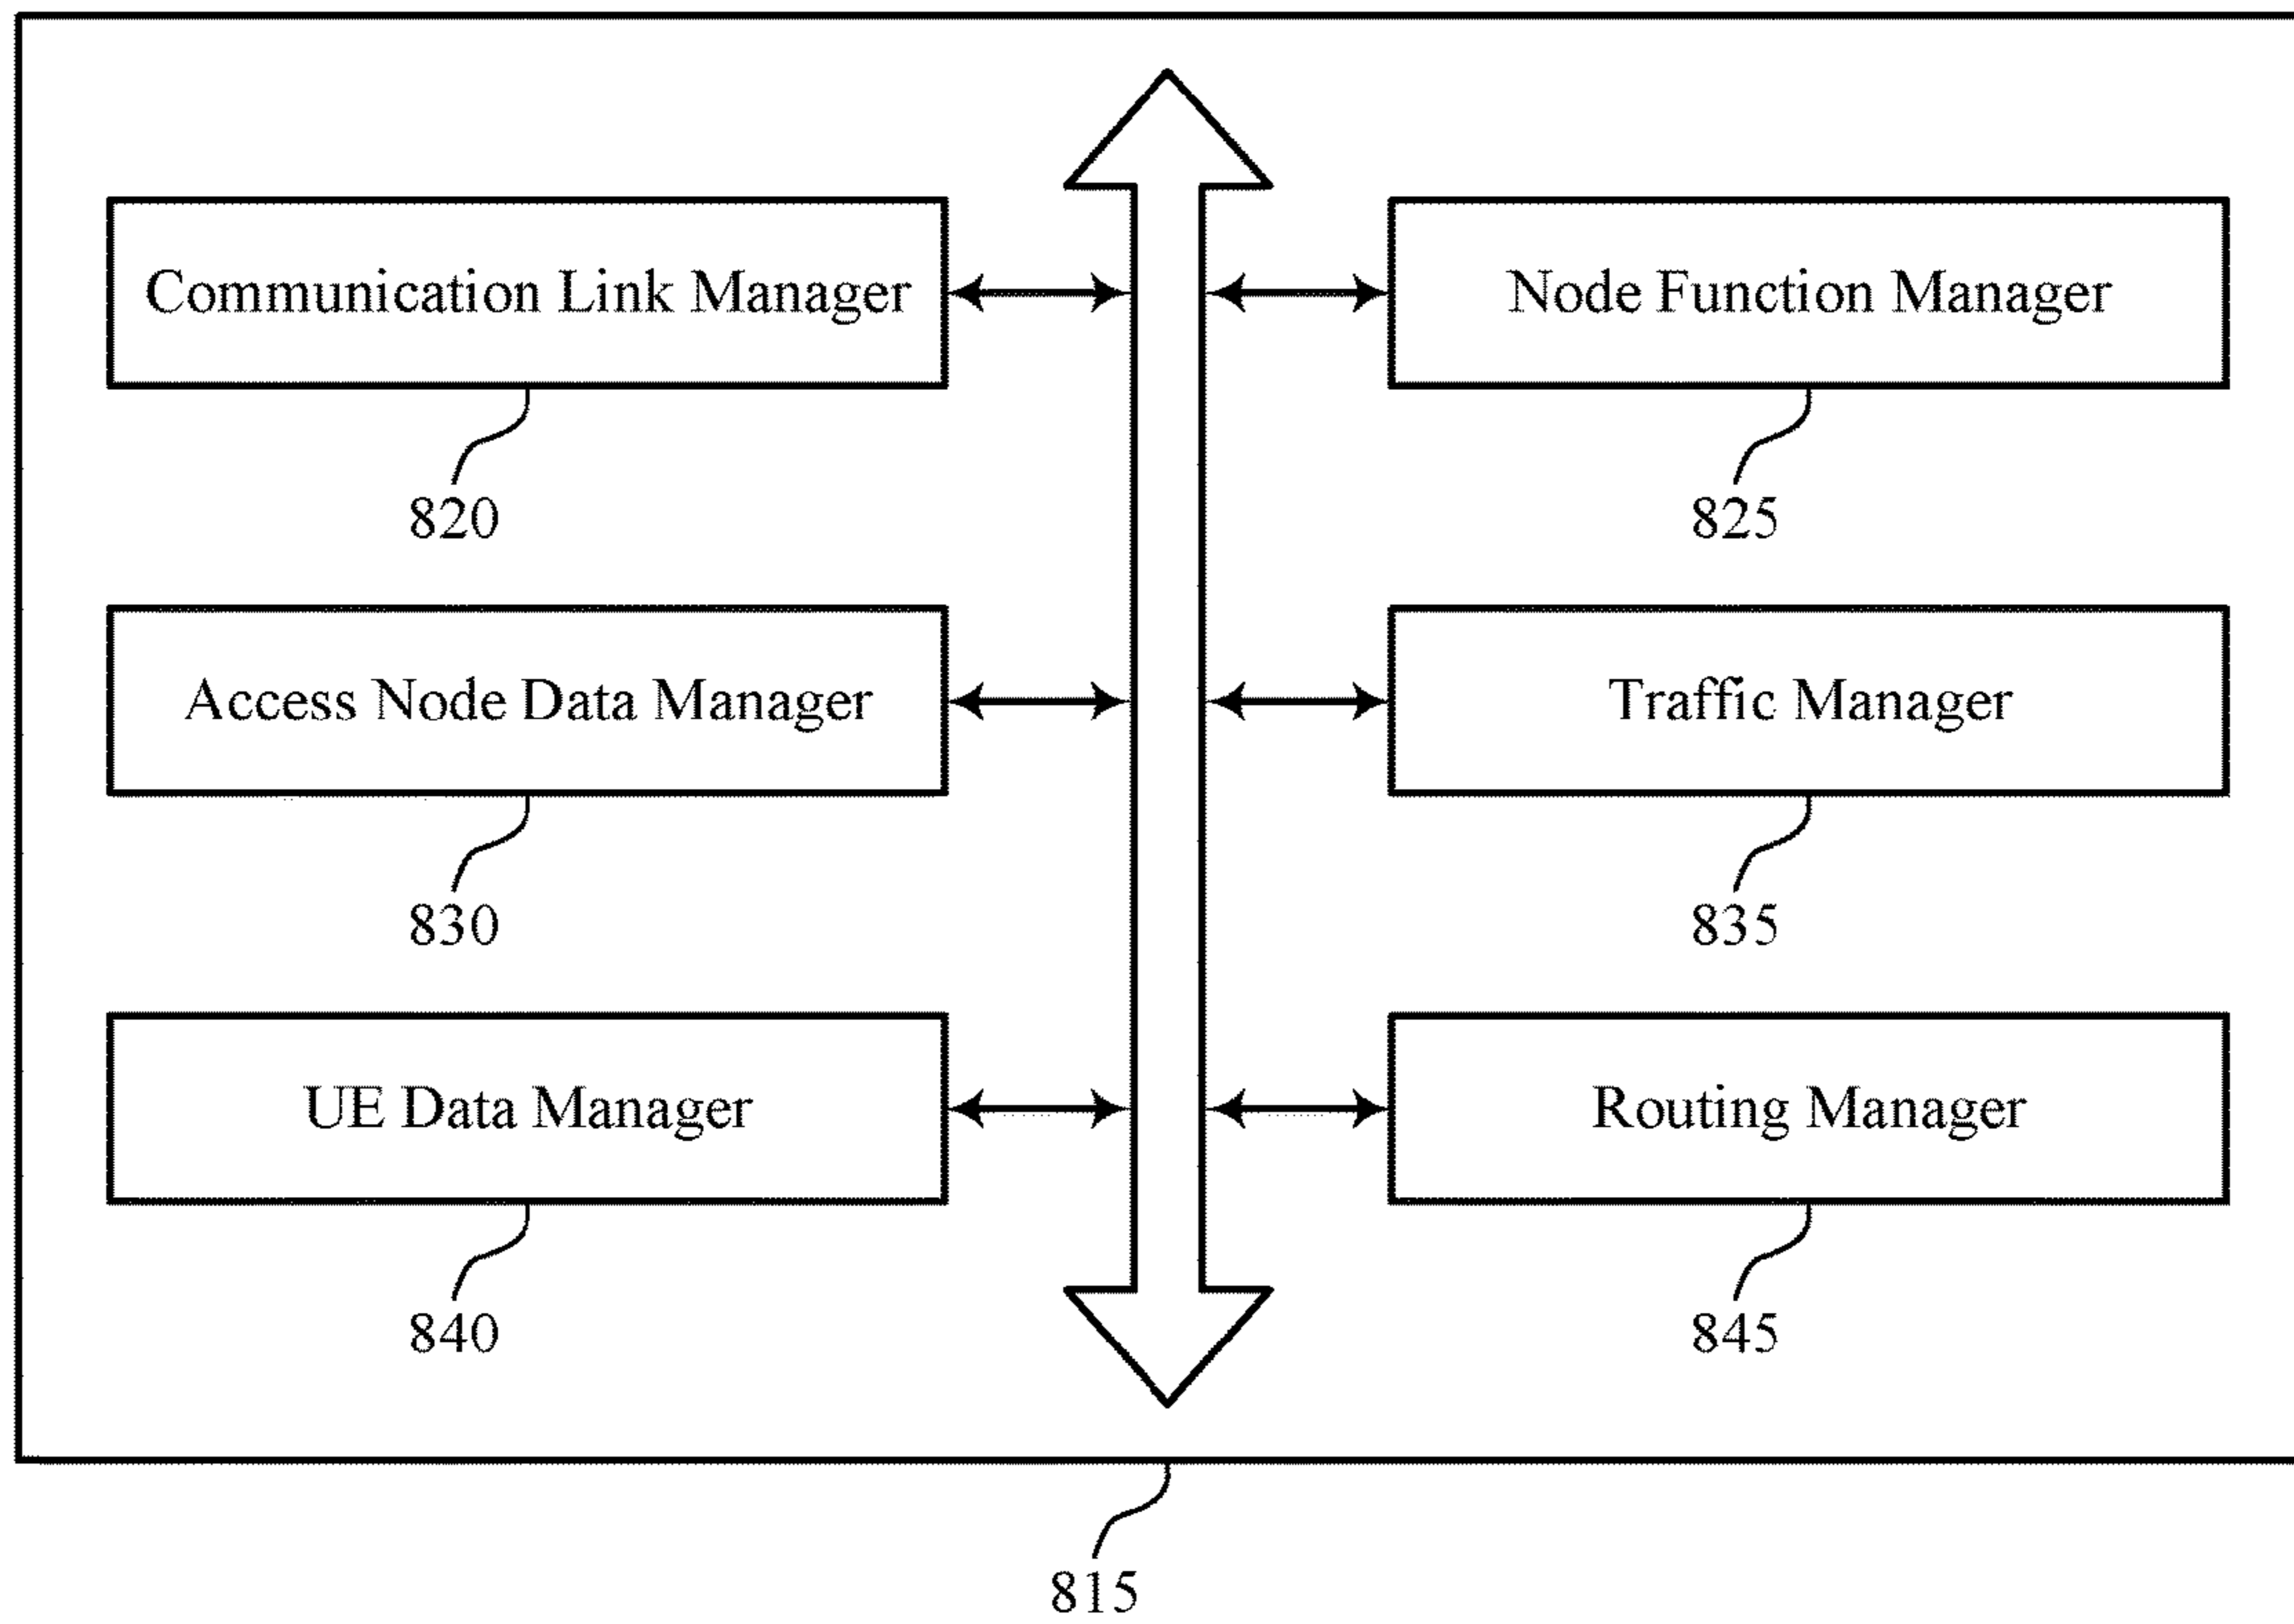 Communication Link Manager
Node Function Manager
820
825
Access Node Data Manager
Traffic Manager
830
835
UE Data Manager
Routing Manager
840
845
815